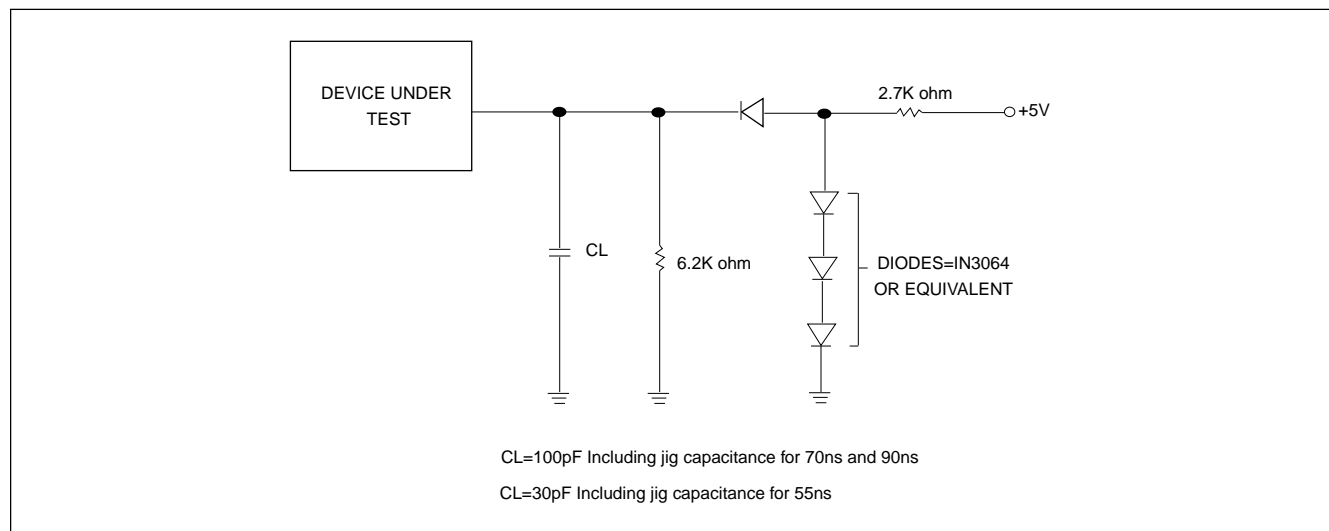 DEVICE UNDER
TEST
2.7K ohm
+5V
CL
6.2K ohm
DIODES=IN3064
OR EQUIVALENT
CL=100pF Including jig capacitance for 70ns and 90ns
CL=30pF Including jig capacitance for 55ns